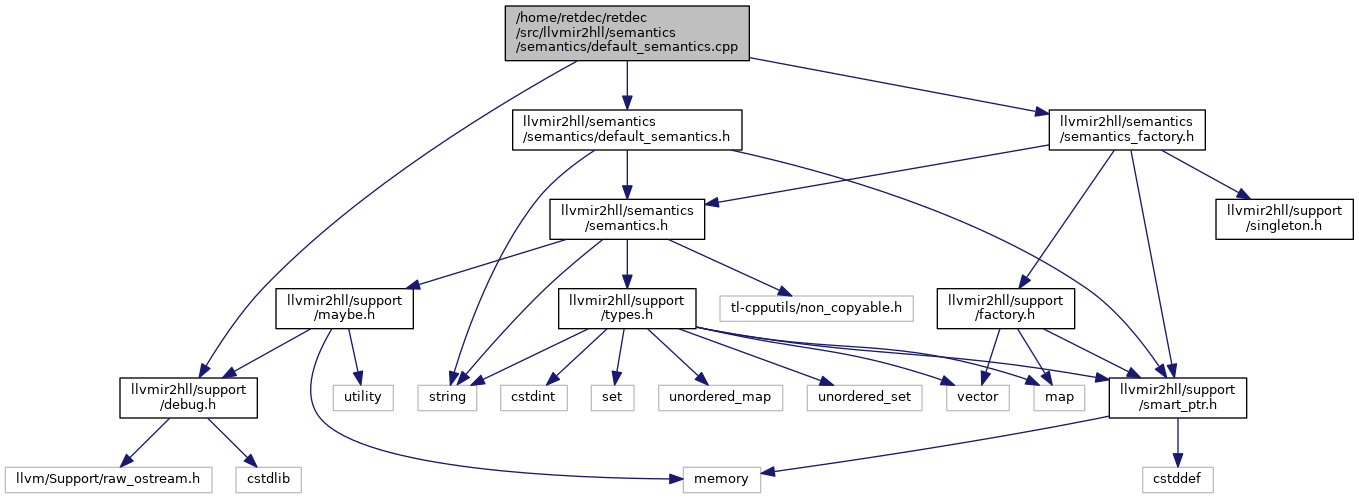 /home/retdec/retdec
/src/llvmir2hll/semantics
/semantics/default_semantics.cpp
llvmir2hll/semantics
/semantics/default_semantics.h
llvmir2hll/semantics
/semantics_factory.h
llvmir2hll/semantics
/semantics.h
llvmir2hll/support
/singleton.h
llvmir2hll/support
/maybe.h
llvmir2hll/support
/types.h
tl-cpputils/non_copyable.h
llvmir2hll/support
/factory.h
llvmir2hll/support
/debug.h
utility
string
cstdint
set
unordered_map
unordered_set
vector
map
llvmir2hll/support
/smart_ptr.h
llvm/Support/raw_ostream.h
cstdlib
memory
cstddef